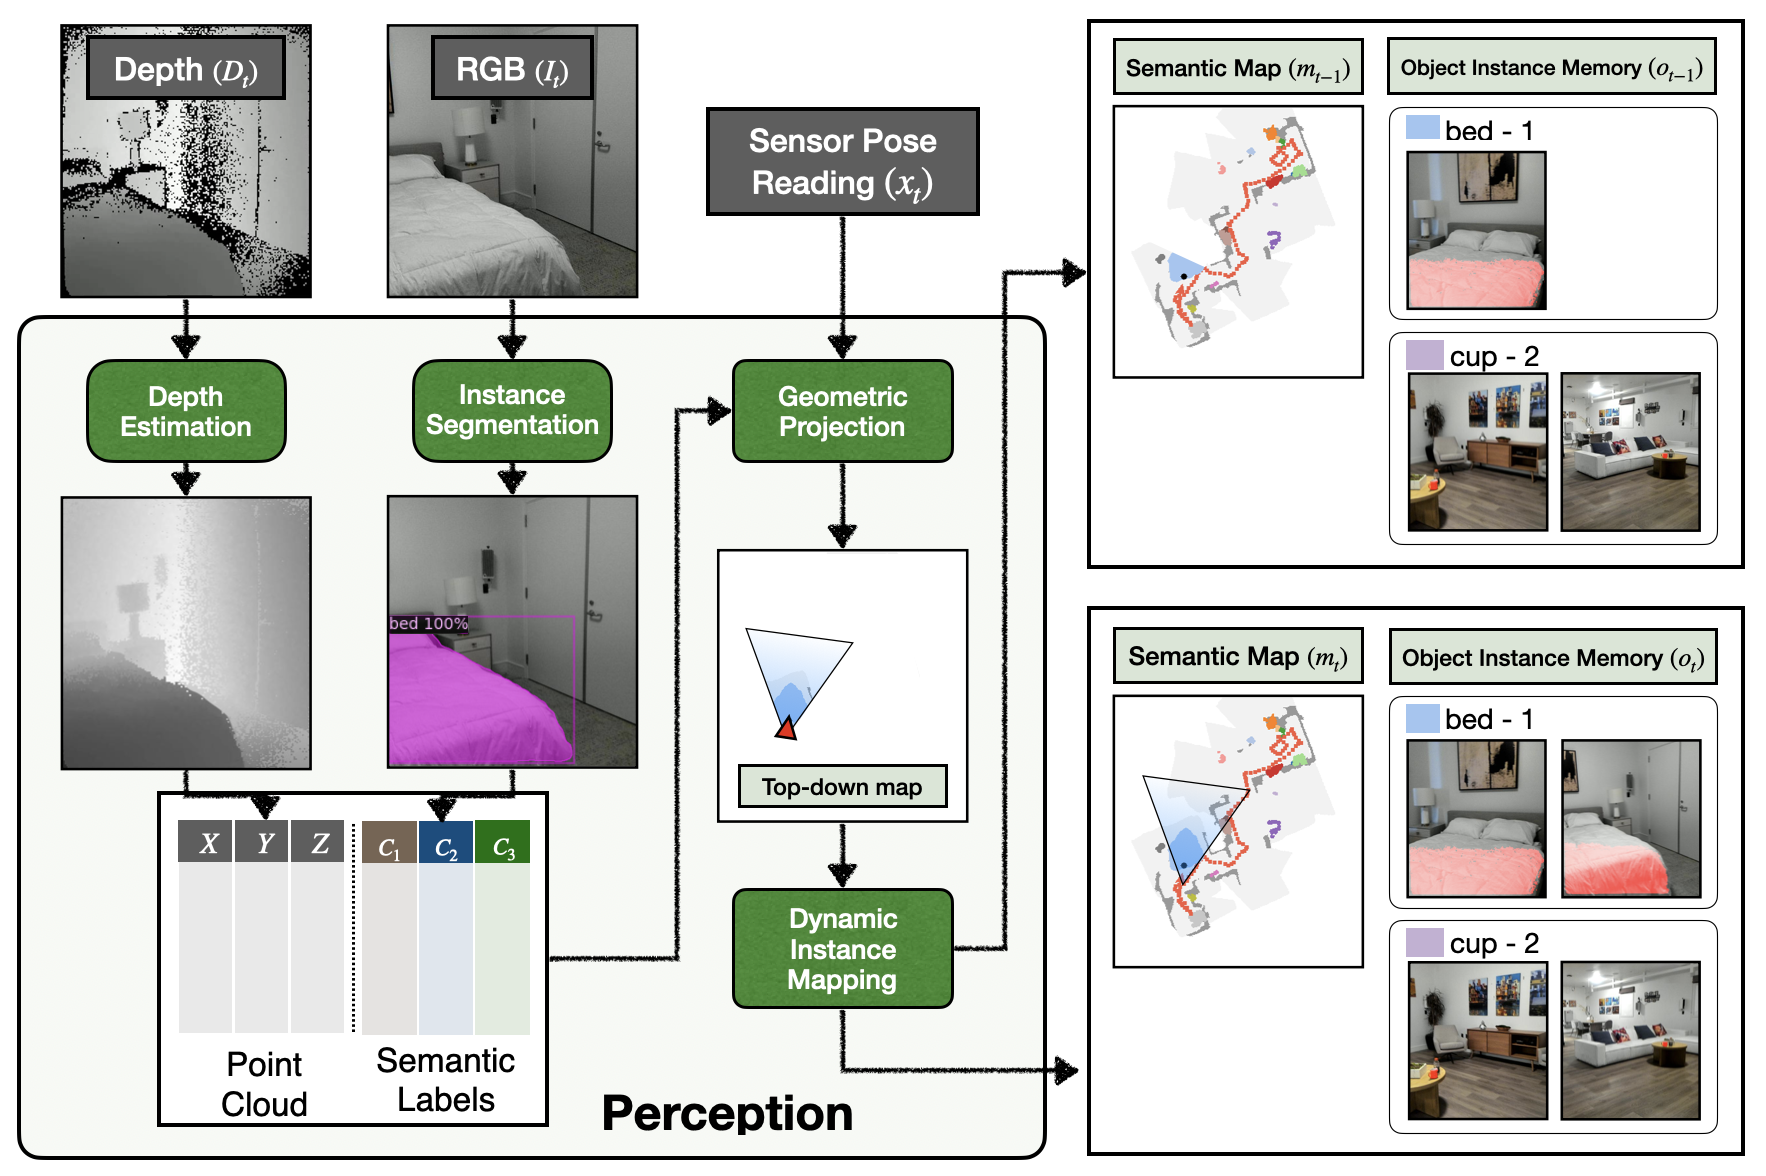 Depth (D_t)
RGB (I_t)
Sensor Pose
Reading (x_t)
Depth
Estimation
Instance
Segmentation
Geometric
Projection
bed 100%
Top-down map
X Y Z C_1 C_2 C_3
Point
Cloud
Semantic
Labels
Dynamic
Instance
Mapping
Perception
Semantic Map (m_{t-1})
Object Instance Memory (o_{t-1})
bed - 1
cup - 2
Semantic Map (m_t)
Object Instance Memory (o_t)
bed - 1
cup - 2